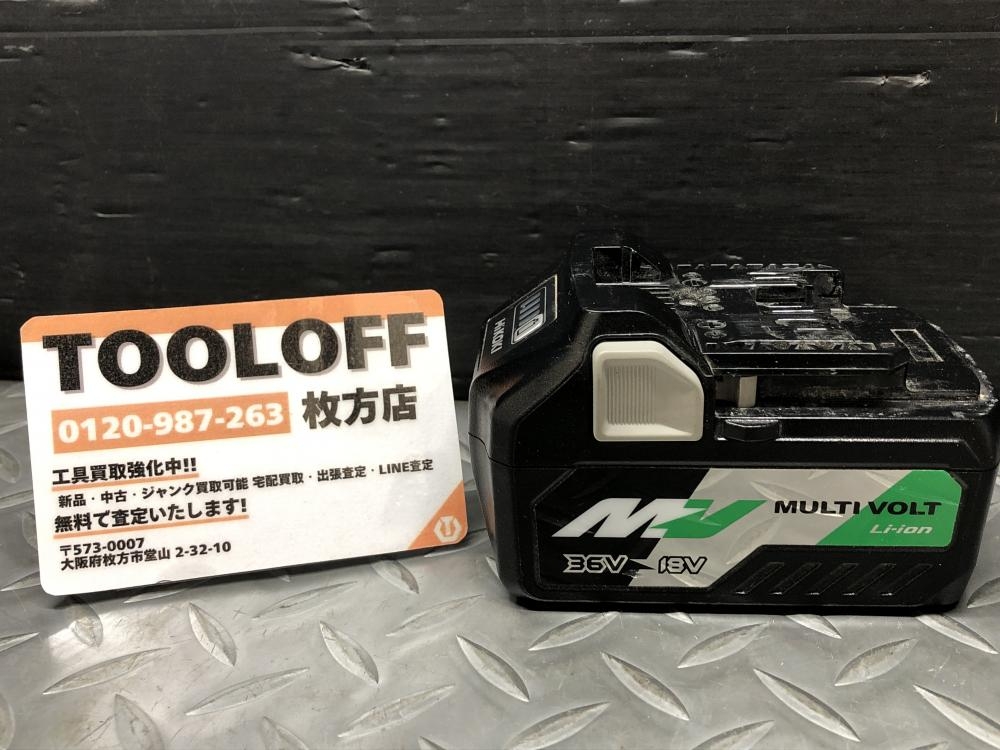 TOOLOFF
0120-987-263 枚方店
工具買取強化中!!
新品・中古・ジャンク買取可能 宅配買取・出張査定・LINE査定
無料で査定いたします!
〒573-0007
大阪府枚方市堂山 2-32-10
HiKOKI
MV MULTI VOLT
Li-ion
36V 18V